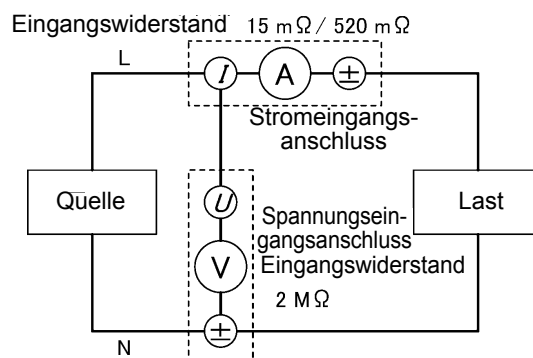 Eingangswiderstand 15 mΩ / 520 mΩ
L
I
A
±
Stromeingangs-
anschluss
Quelle
U
Spannungsein-
gangsanschluss
Eingangswiderstand
2 MΩ
Last
V
±
N